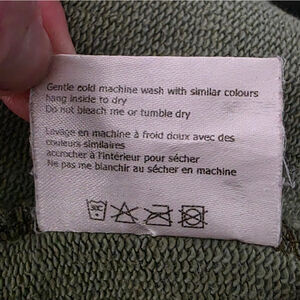 Gentle cold machine wash with similar colours
hang inside to dry
Do not bleach me or tumble dry
Lavage en machine à froid doux avec des
couleurs similaires
accrocher à l'intérieur pour sécher
Ne pas me blanchir au sécher en machine
30C